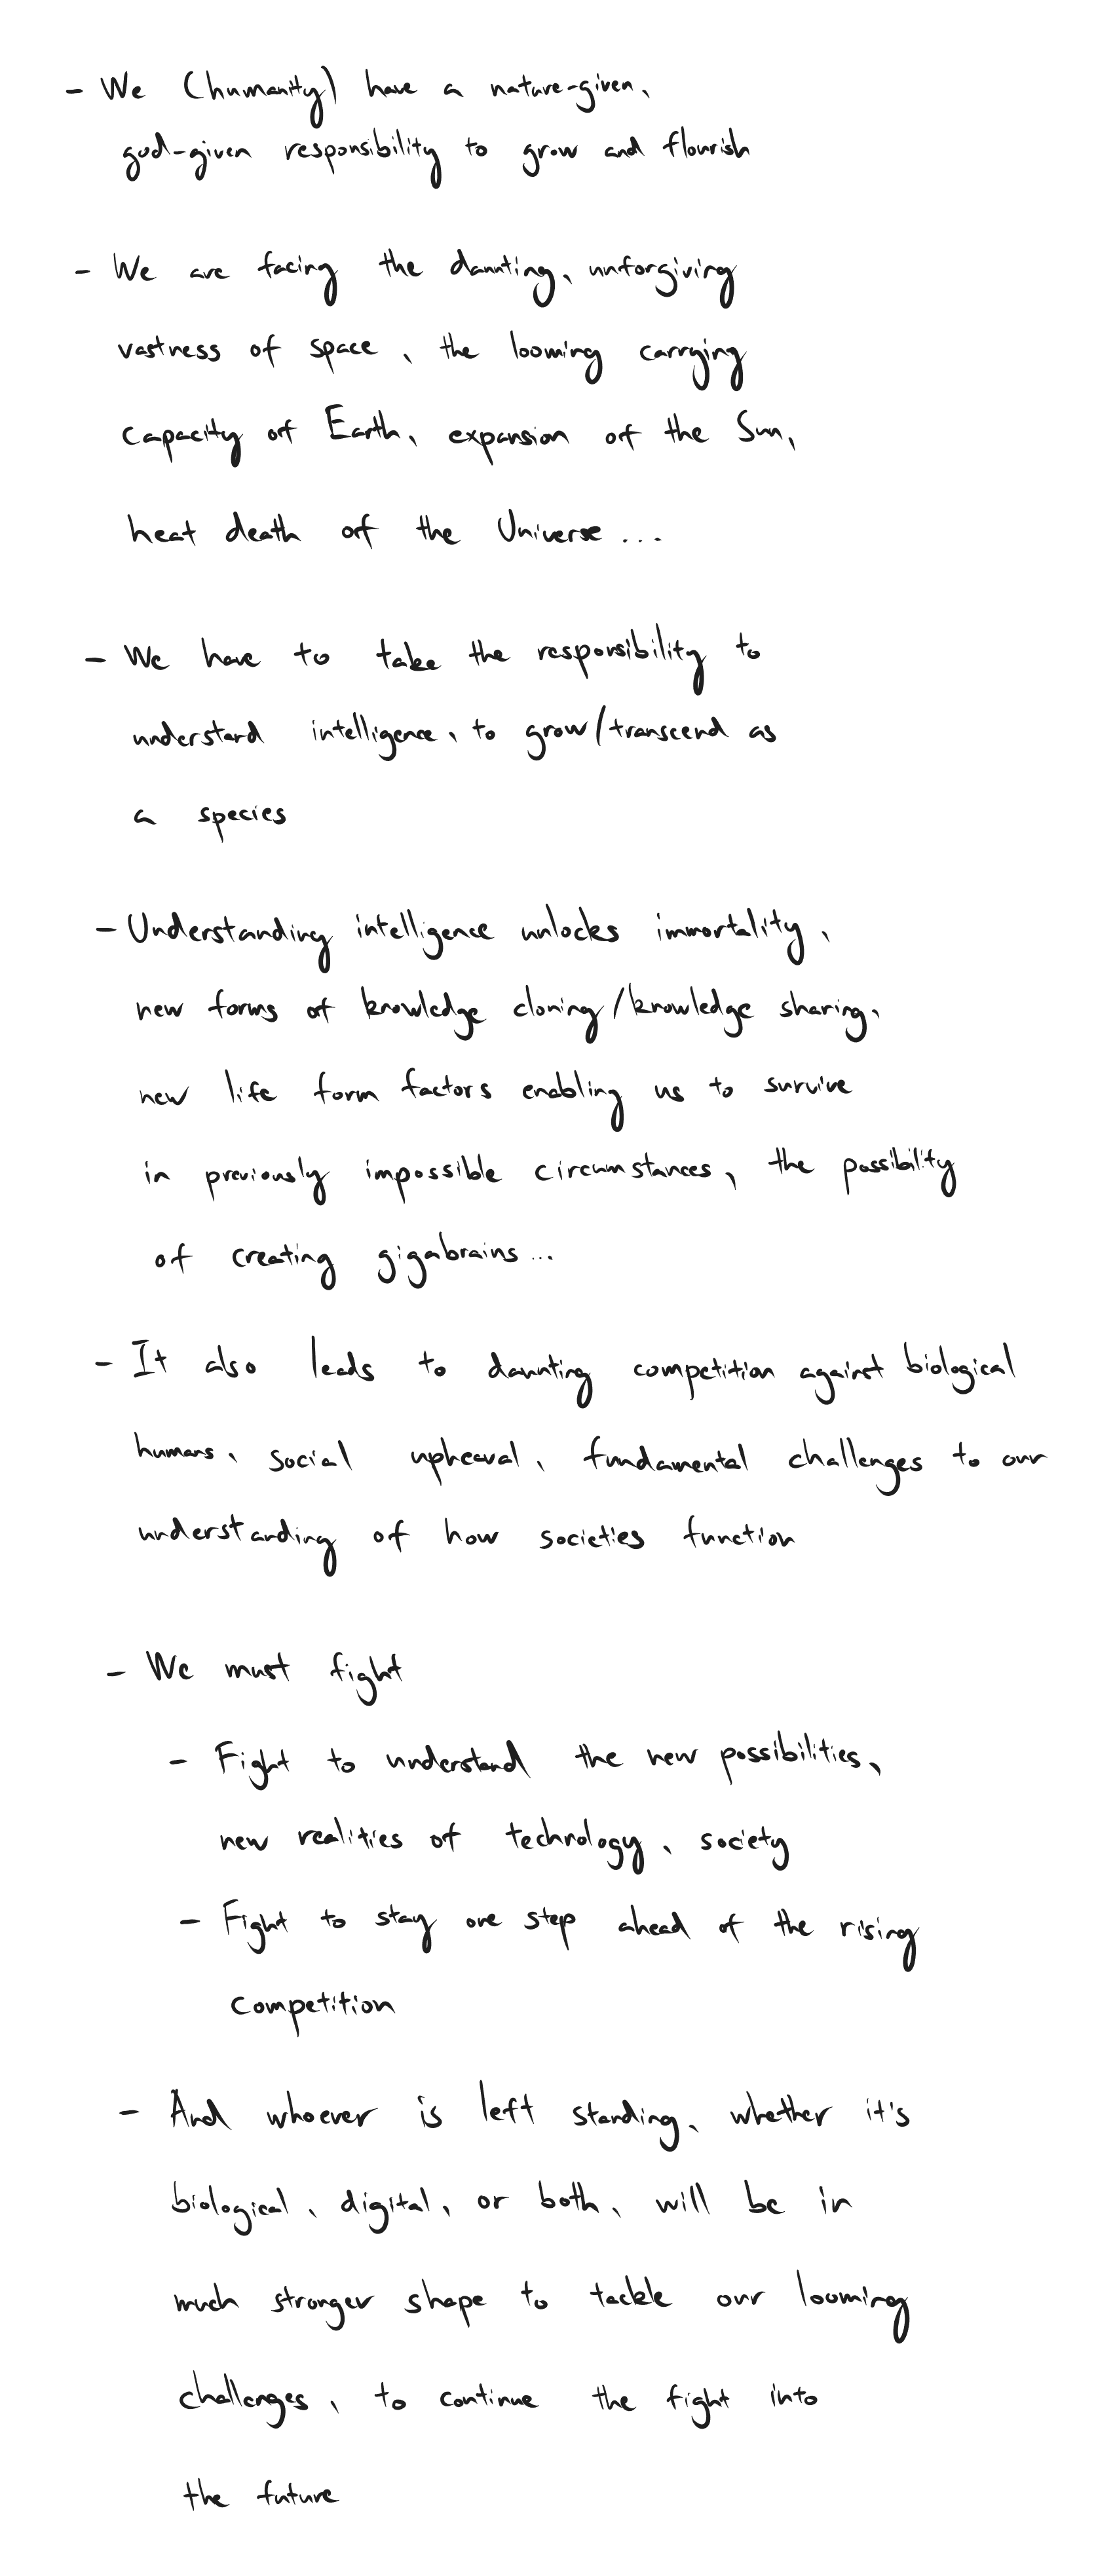 - We (humanity) have a nature-given,
god-given responsibility to grow and flourish
- We are facing the daunting, unforgiving
vastness of space, the looming carrying
capacity of Earth, expansion of the Sun,
heat death of the Universe...
- We have to take the responsibility to
understand intelligence, to grow/transcend as
a species
- Understanding intelligence unlocks immortality,
new forms of knowledge cloning/knowledge sharing,
new life form factors enabling us to survive
in previously impossible circumstances, the possibility
of creating gigabrains...
- It also leads to daunting competition against biological
humans, social upheaval, fundamental challenges to our
understanding of how societies function
- We must fight
- Fight to understand the new possibilities,
new realities of technology, society
- Fight to stay one step ahead of the rising
competition
- And whoever is left standing, whether it's
biological, digital, or both, will be in
much stronger shape to tackle our looming
challenges, to continue the fight into
the future